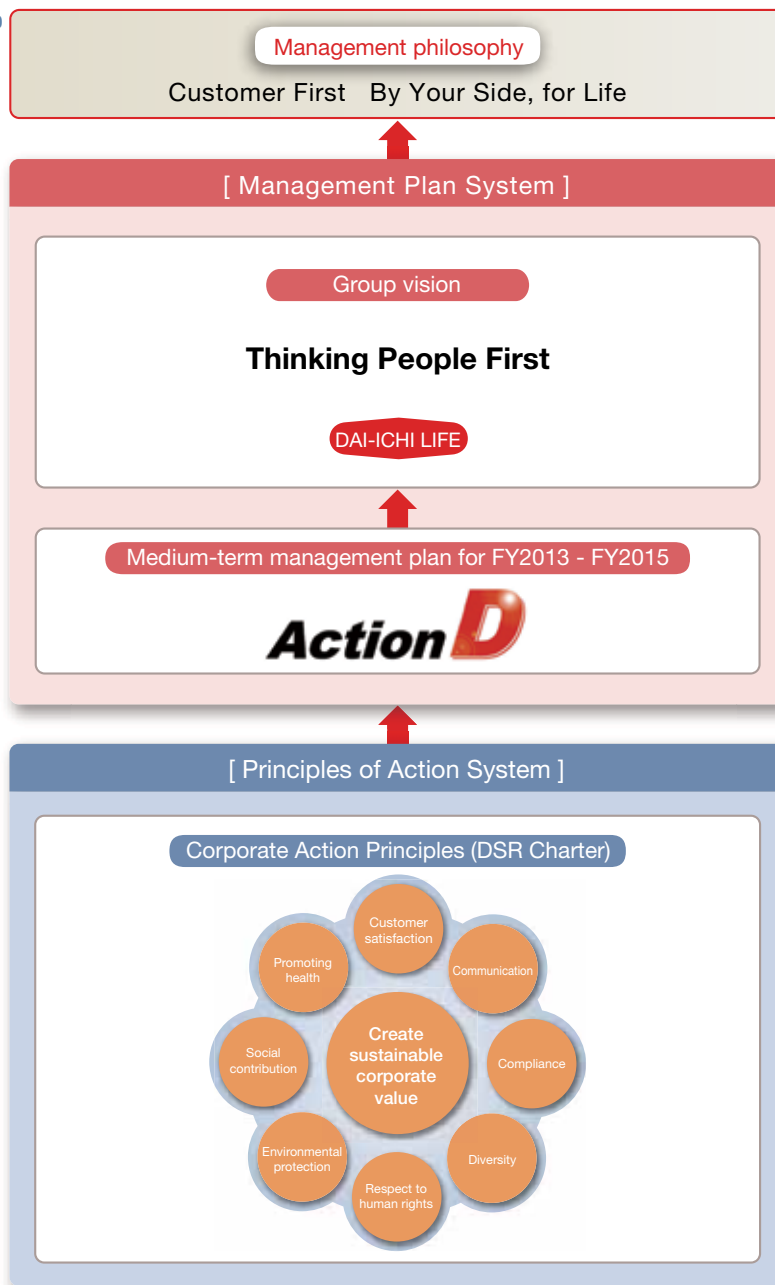 Management philosophy
Customer First By Your Side, for Life
[ Management Plan System ]
Group vision
Thinking People First
DAI-ICHI LIFE
Medium-term management plan for FY2013 - FY2015
Action D
[ Principles of Action System ]
Corporate Action Principles (DSR Charter)
Customer
satisfaction
Communication
Compliance
Diversity
Respect to
human rights
Environmental
protection
Social
contribution
Promoting
health
Create
sustainable
corporate
value